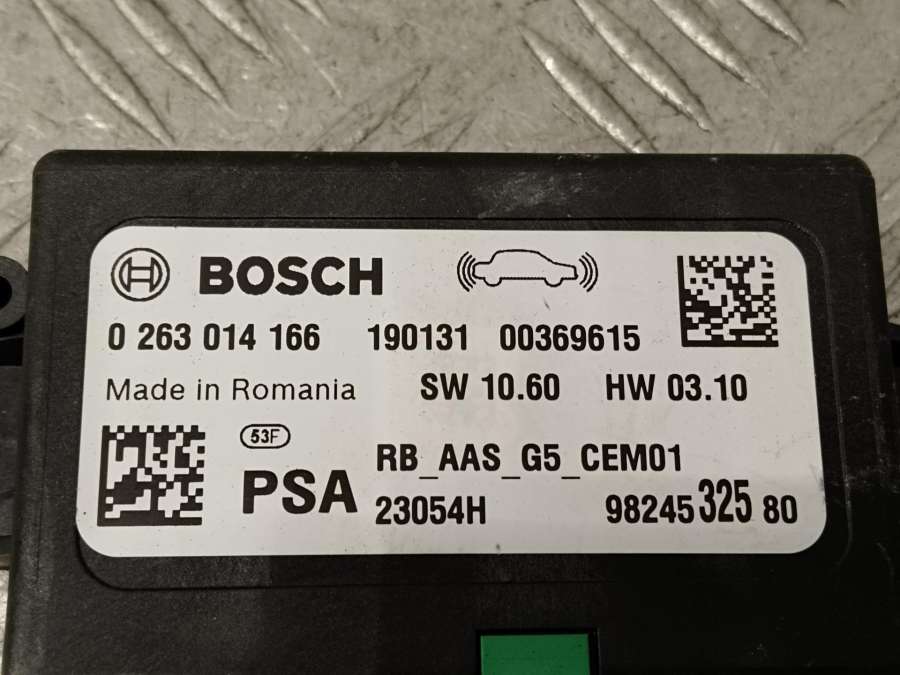 BOSCH
0 263 014 166 190131 00369615
Made in Romania SW 10.60 HW 03.10
53F
PSA RB_AAS_G5_CEM01
23054H 98245 325 80